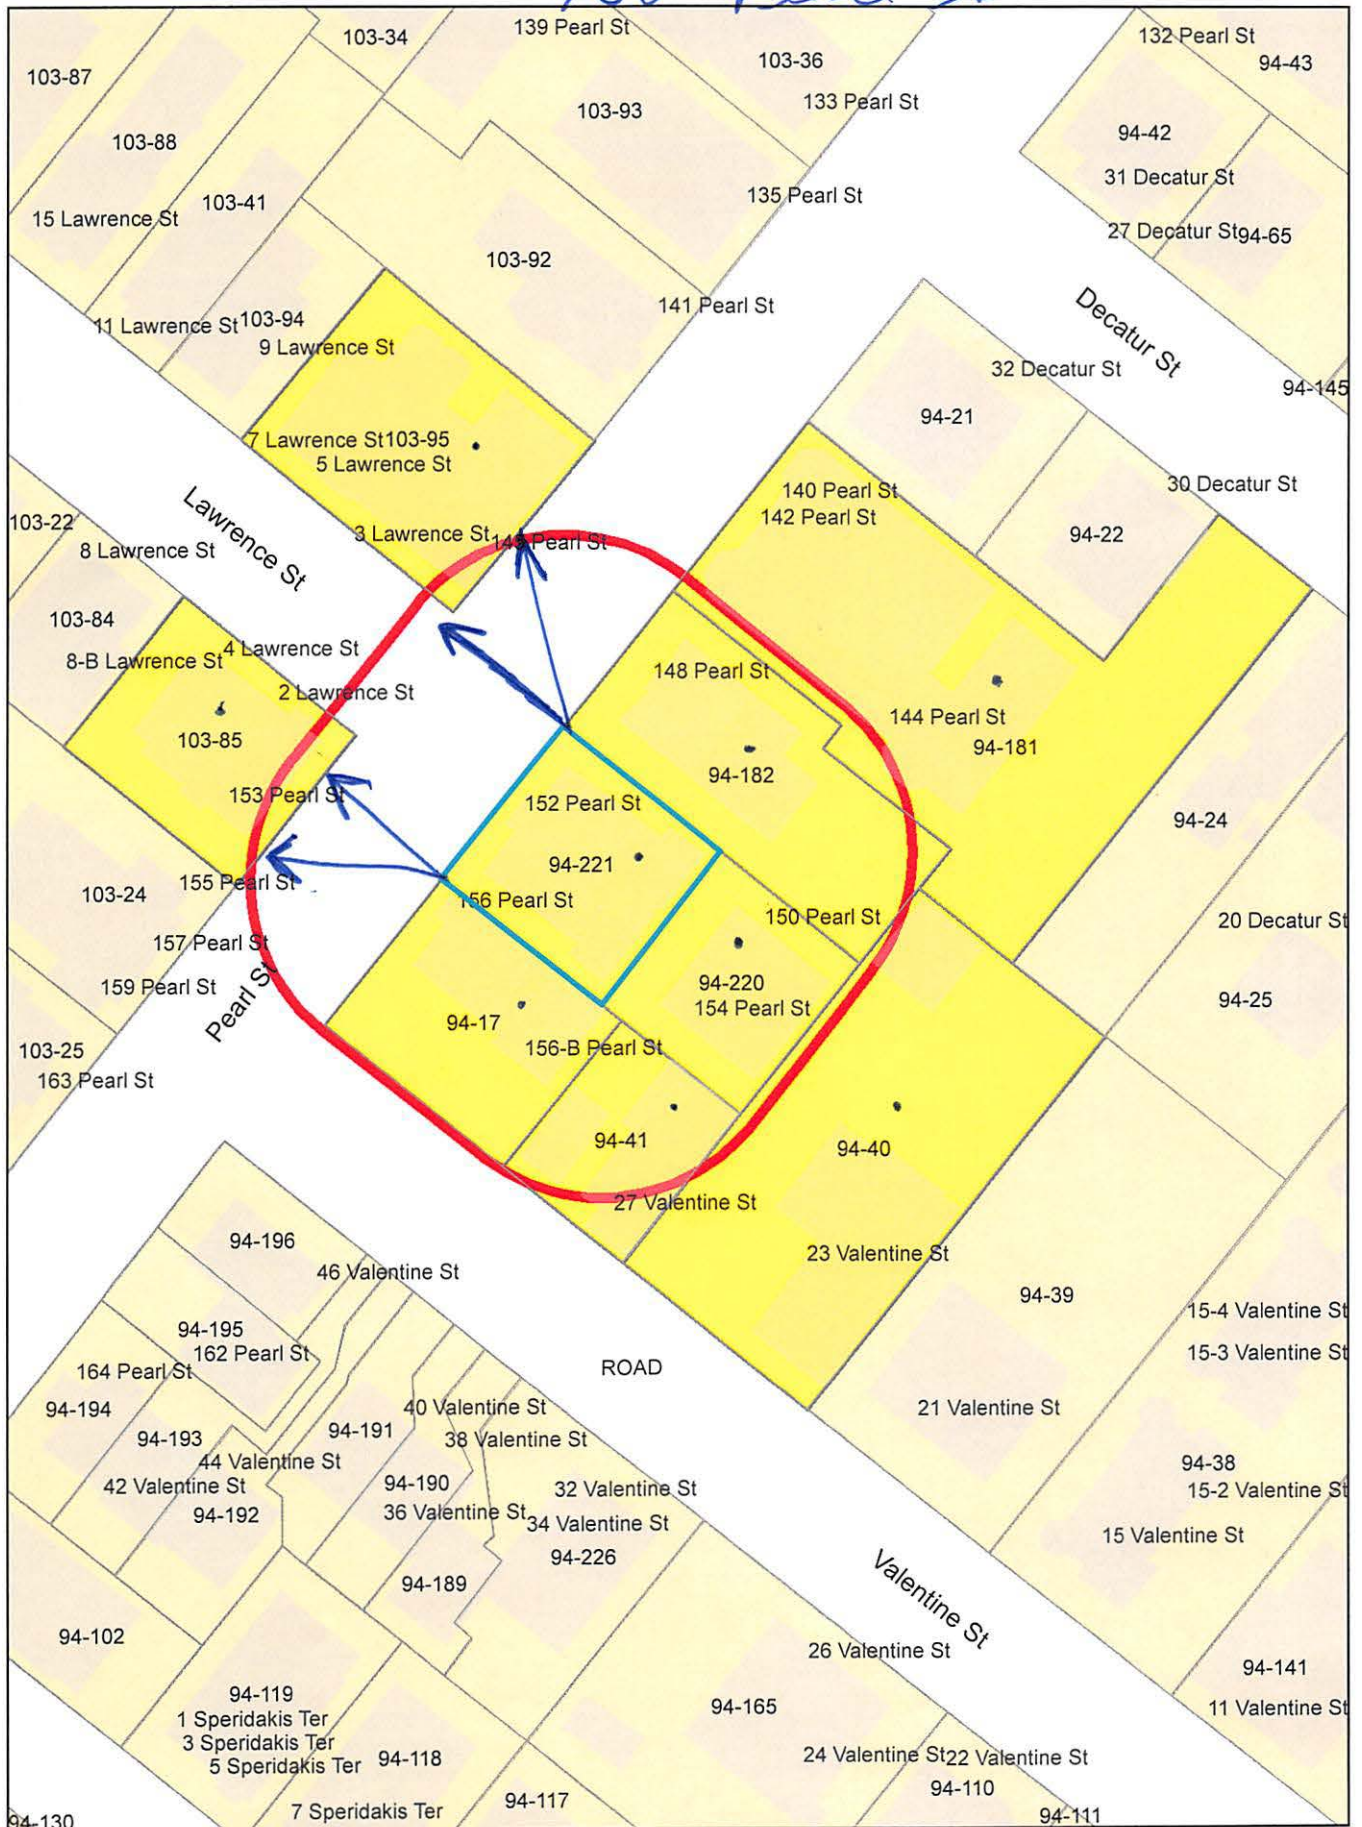 103-34
139 Pearl St
132 Pearl St
103-36
94-43
103-87
133 Pearl St
103-93
94-42
103-88
31 Decatur St
135 Pearl St
103-41
15 Lawrence St
27 Decatur St
94-65
103-92
141 Pearl St
Decatur St
11 Lawrence St
103-94
9 Lawrence St
32 Decatur St
94-145
94-21
7 Lawrence St
103-95
5 Lawrence St
30 Decatur St
140 Pearl St
142 Pearl St
103-22
Lawrence St
3 Lawrence St
94-22
8 Lawrence St
103-84
4 Lawrence St
8-B Lawrence St
148 Pearl St
2 Lawrence St
144 Pearl St
103-85
94-181
94-182
153 Pearl St
152 Pearl St
94-24
94-221
155 Pearl St
103-24
156 Pearl St
150 Pearl St
20 Decatur St
157 Pearl St
94-220
159 Pearl St
Pearl St
154 Pearl St
94-25
94-17
103-25
156-B Pearl St
163 Pearl St
94-41
94-40
27 Valentine St
94-196
23 Valentine St
46 Valentine St
94-39
15-4 Valentine St
94-195
162 Pearl St
15-3 Valentine St
164 Pearl St
ROAD
94-194
40 Valentine St
21 Valentine St
94-193
94-191
38 Valentine St
44 Valentine St
94-38
42 Valentine St
94-190
32 Valentine St
15-2 Valentine St
94-192
36 Valentine St
34 Valentine St
15 Valentine St
94-226
94-189
Valentine St
94-102
26 Valentine St
94-141
94-119
94-165
11 Valentine St
1 Speridakis Ter
3 Speridakis Ter
94-118
5 Speridakis Ter
24 Valentine St
22 Valentine St
94-110
94-117
7 Speridakis Ter
94-111
94-130